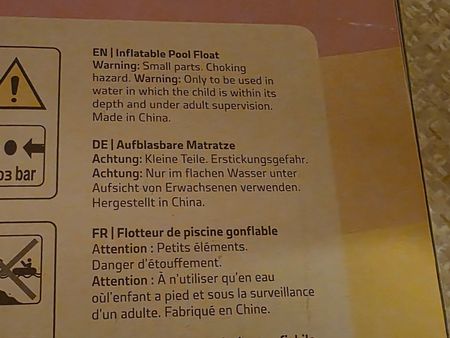 EN | Inflatable Pool Float
Warning: Small parts. Choking
hazard. Warning: Only to be used in
water in which the child is within its
depth and under adult supervision.
Made in China.
03 bar
DE | Aufblasbare Matratze
Achtung: Kleine Teile. Erstickungsgefahr.
Achtung: Nur im flachen Wasser unter
Aufsicht von Erwachsenen verwenden.
Hergestellt in China.
FR | Flotteur de piscine gonflable
Attention : Petits éléments.
Danger d'étouffement.
Attention : À n'utiliser qu'en eau
oùl'enfant a pied et sous la surveillance
d'un adulte. Fabriqué en Chine.